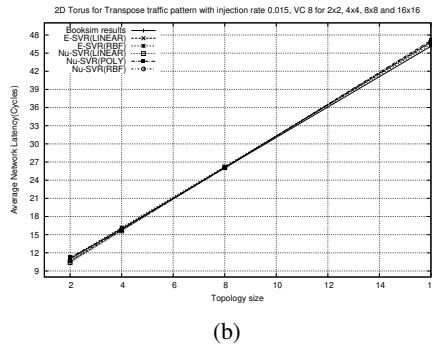 2D Torus for Transpose traffic pattern with injection rate 0.015, VC 8 for 2x2, 4x4, 8x8 and 16x16
Booksim results
E-SVR(LINEAR)
E-SVR(RBF)
Nu-SVR(LINEAR)
Nu-SVR(POLY)
Nu-SVR(RBF)
Average Network Latency(Cycles)
48
45
42
39
36
33
30
27
24
21
18
15
12
9
2 4 6 8 10 12 14 16
Topology size
(b)